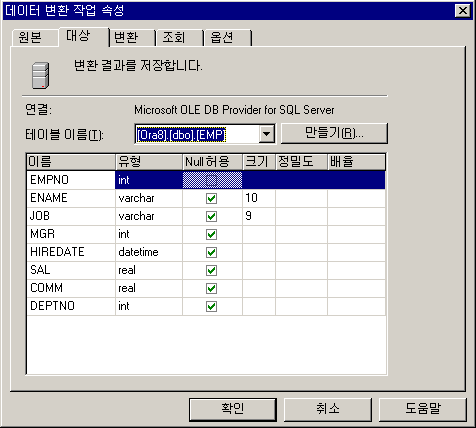 데이터 변환 작업 속성
원본 대상 변환 조회 옵션
변환 결과를 저장합니다.
연결: Microsoft OLE DB Provider for SQL Server
테이블 이름(T): [Ora8].[dbo].[EMP] 만들기(R)...
이름 유형 Null 허용 크기 정밀도 배율
EMPNO int
ENAME varchar 10
JOB varchar 9
MGR int
HIREDATE datetime
SAL real
COMM real
DEPTNO int
확인 취소 도움말